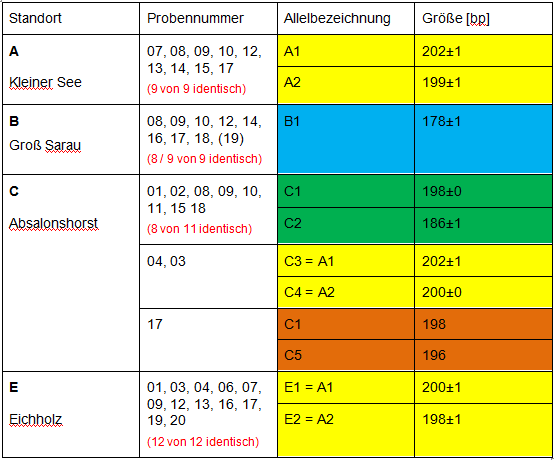 Standort Probennummer Allelbezeichnung Größe [bp]
A 07, 08, 09, 10, 12, A1 202±1
13, 14, 15, 17
Kleiner See A2 199±1
(9 von 9 identisch)
B 08, 09, 10, 12, 14, B1 178±1
Groß Sarau 16, 17, 18, (19)
(8 / 9 von 9 identisch)
C 01, 02, 08, 09, 10, C1 198±0
Absalonshorst 11, 15 18 C2 186±1
(8 von 11 identisch)
04, 03 C3 = A1 202±1
C4 = A2 200±0
17 C1 198
C5 196
E 01, 03, 04, 06, 07, E1 = A1 200±1
Eichholz 09, 12, 13, 16, 17, E2 = A2 198±1
19, 20
(12 von 12 identisch)